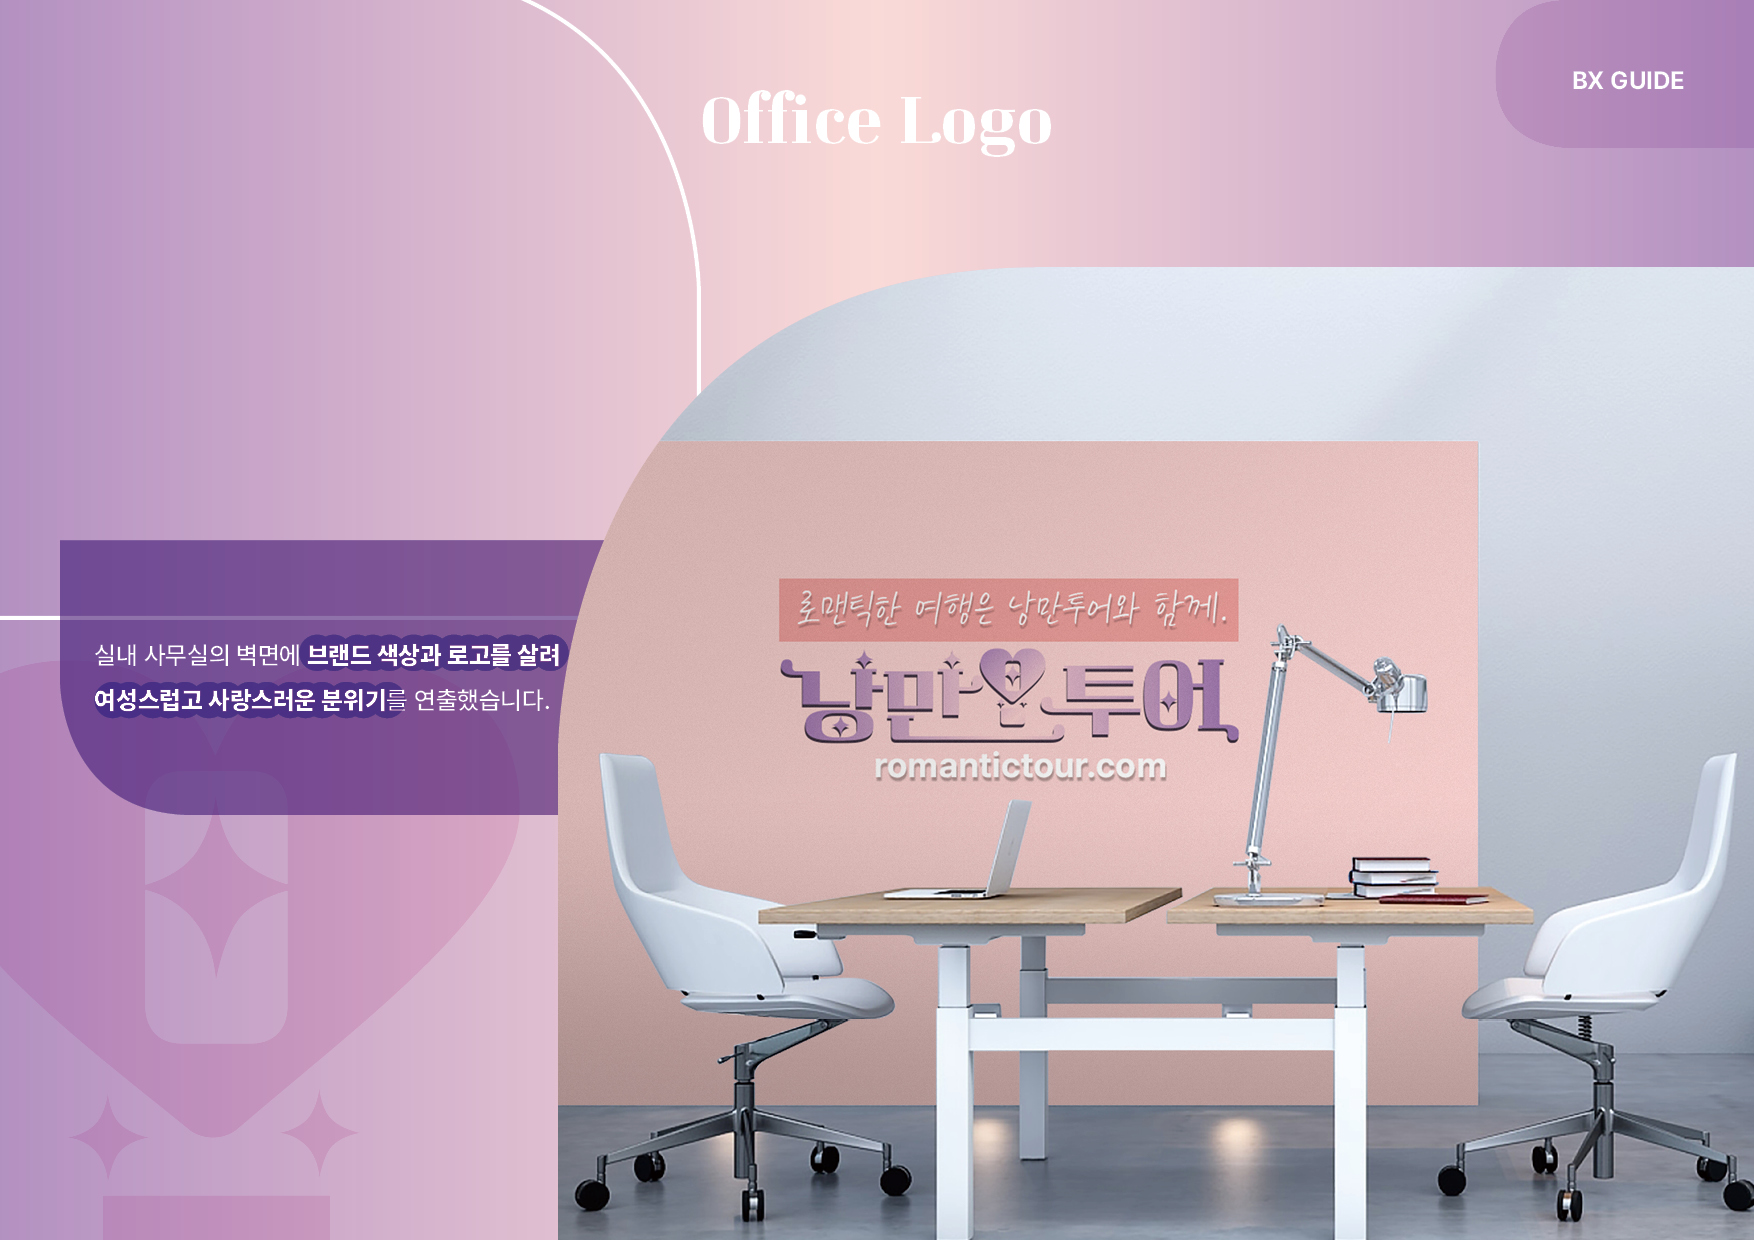 Office Logo
BX GUIDE
실내 사무실의 벽면에 브랜드 색상과 로고를 살려
여성스럽고 사랑스러운 분위기를 연출했습니다.
로맨틱한 여행은 낭만투어와 함께.
낭만투어
romantictour.com